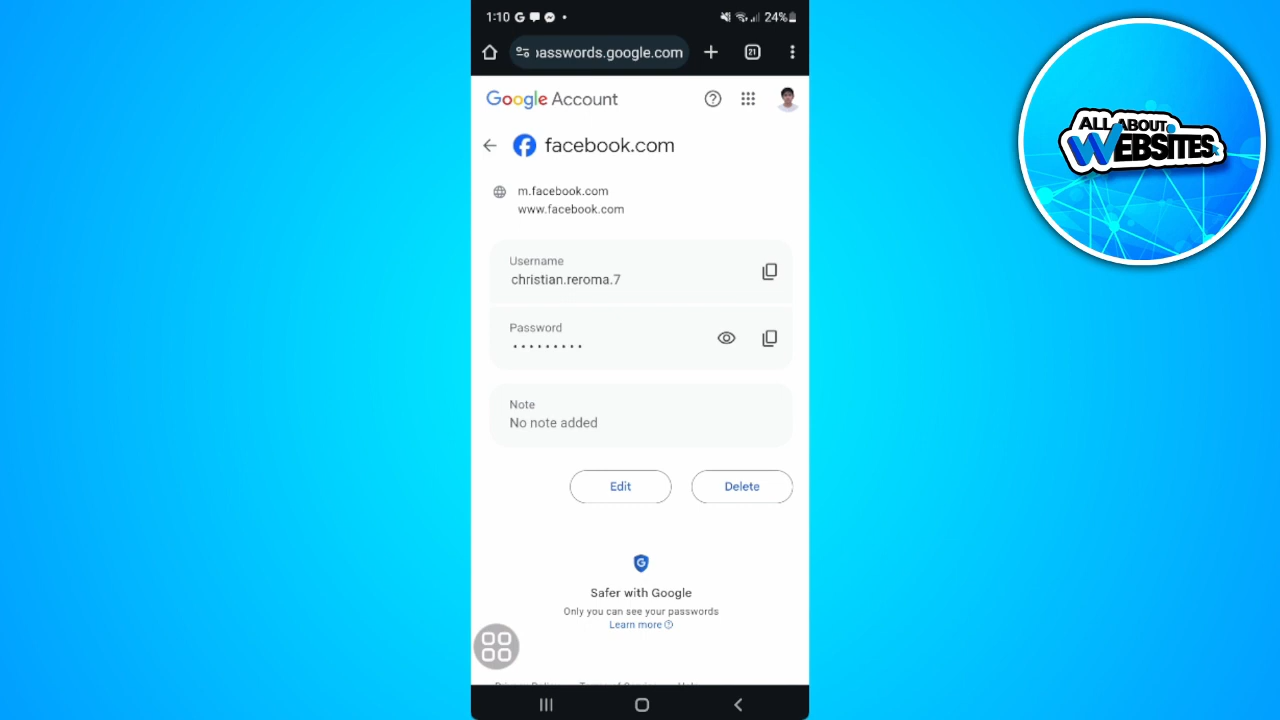 1:10
24%
passwords.google.com
21
Google Account
facebook.com
m.facebook.com
www.facebook.com
Username
christian.reroma.7
Password
•••••••••
Note
No note added
Edit
Delete
G
Safer with Google
Only you can see your passwords
Learn more
ALL ABOUT
WEBSITES